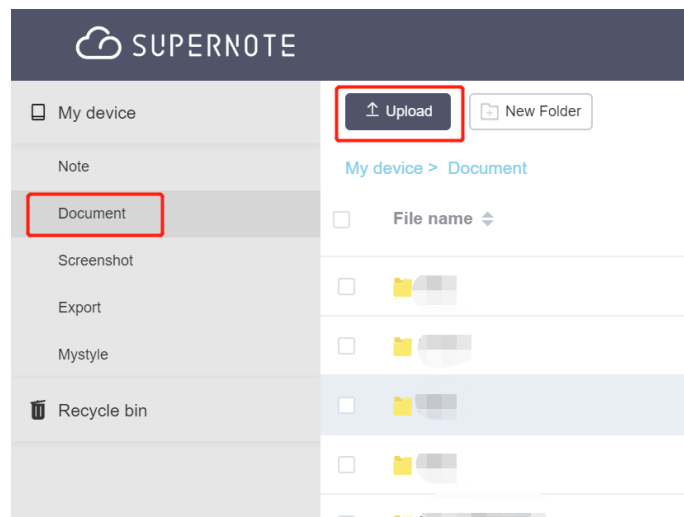 SUPERNOTE
My device
Note
Document
Screenshot
Export
Mystyle
Recycle bin
Upload
New Folder
My device > Document
File name